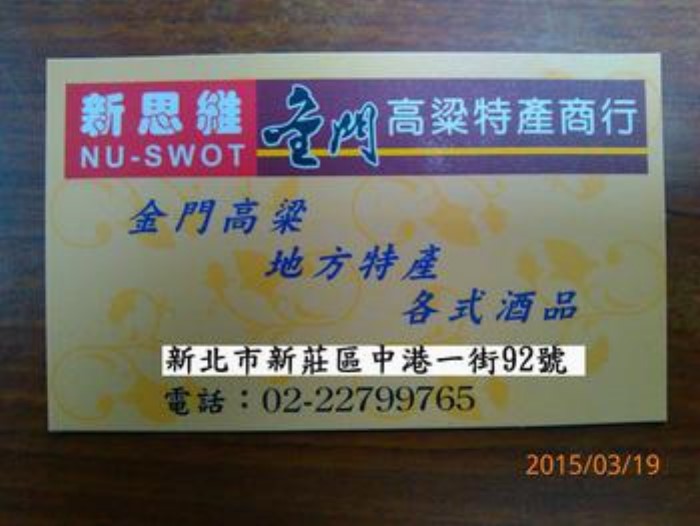 新思維 金門 高粱特產商行
NU-SWOT
金門高粱
地方特產
各式酒品
新北市新莊區中港一街92號
電話：02-22799765
2015/03/19